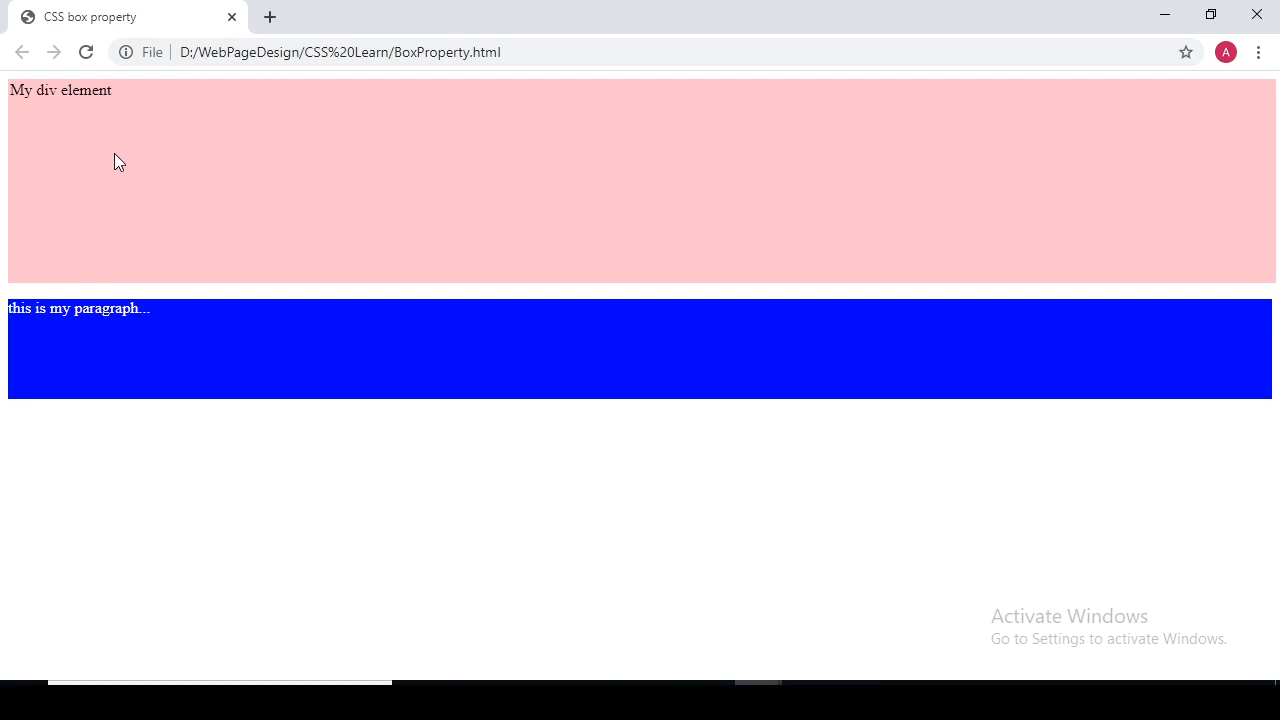 CSS box property
File D:/WebPageDesign/CSS%20Learn/BoxProperty.html
A
My div element
this is my paragraph...
Activate Windows
Go to Settings to activate Windows.